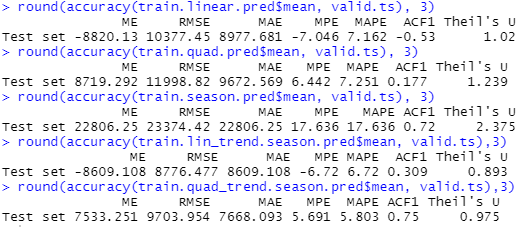 > round(accuracy(train.linear.pred$mean, valid.ts), 3)
ME RMSE MAE MPE MAPE ACF1 Theil's U
Test set -8820.13 10377.45 8977.681 -7.046 7.162 -0.53 1.02
> round(accuracy(train.quad.pred$mean, valid.ts), 3)
ME RMSE MAE MPE MAPE ACF1 Theil's U
Test set 8719.292 11998.82 9672.569 6.442 7.251 0.177 1.239
> round(accuracy(train.season.pred$mean, valid.ts), 3)
ME RMSE MAE MPE MAPE ACF1 Theil's U
Test set 22806.25 23374.42 22806.25 17.636 17.636 0.72 2.375
> round(accuracy(train.lin_trend.season.pred$mean, valid.ts),3)
ME RMSE MAE MPE MAPE ACF1 Theil's U
Test set -8609.108 8776.477 8609.108 -6.72 6.72 0.309 0.893
> round(accuracy(train.quad_trend.season.pred$mean, valid.ts),3)
ME RMSE MAE MPE MAPE ACF1 Theil's U
Test set 7533.251 9703.954 7668.093 5.691 5.803 0.75 0.975